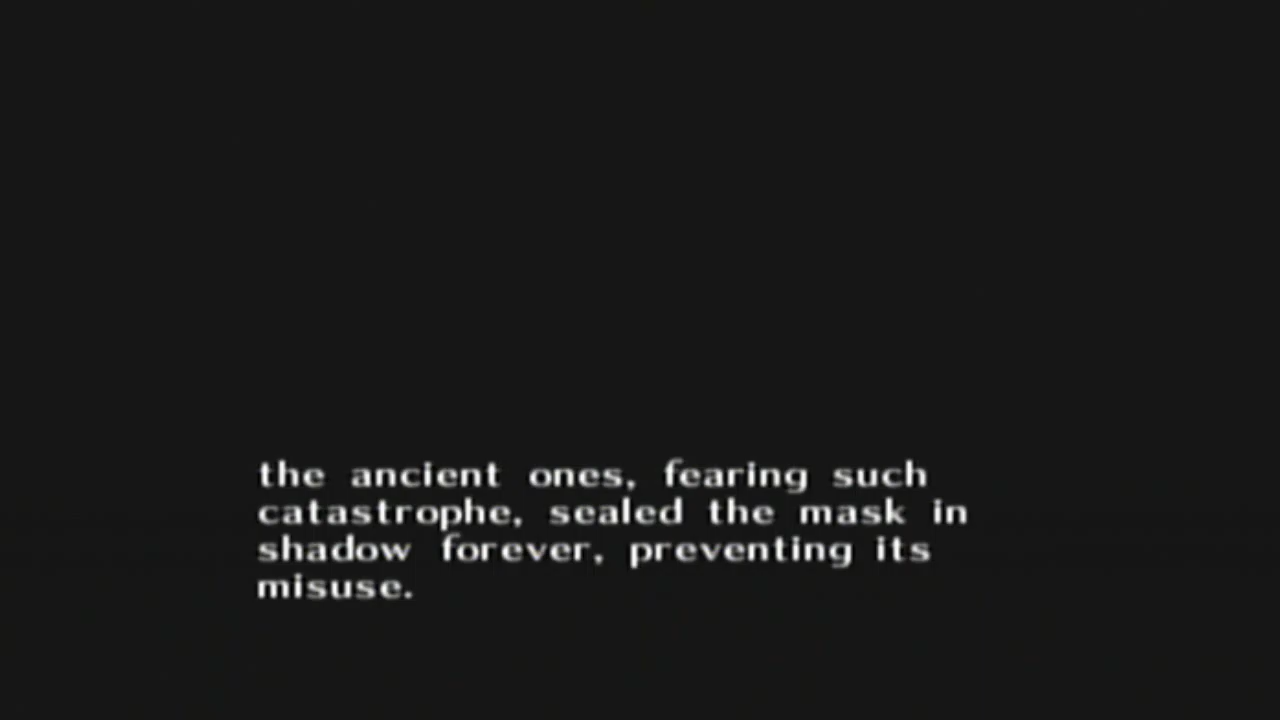 the ancient ones, fearing such
catastrophe, sealed the mask in
shadow forever, preventing its
misuse.